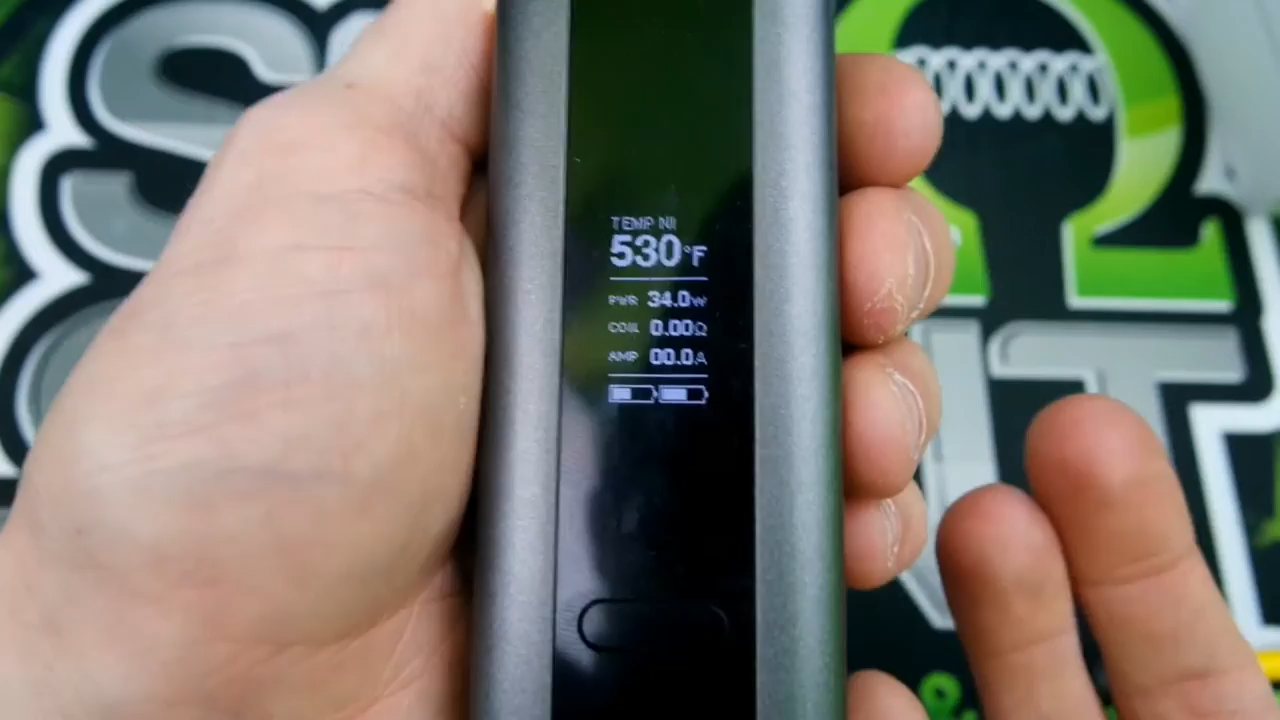 TEMP NI
530°F
PWR 34.0W
COIL 0.00Ω
AMP 00.0A